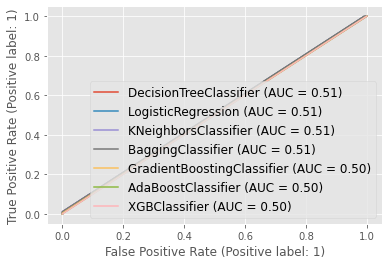 1.0
0.8
0.6
0.4
0.2
0.0
True Positive Rate (Positive label: 1)
DecisionTreeClassifier (AUC = 0.51)
LogisticRegression (AUC = 0.51)
KNeighborsClassifier (AUC = 0.51)
BaggingClassifier (AUC = 0.51)
GradientBoostingClassifier (AUC = 0.50)
AdaBoostClassifier (AUC = 0.50)
XGBClassifier (AUC = 0.50)
0.0 0.2 0.4 0.6 0.8 1.0
False Positive Rate (Positive label: 1)